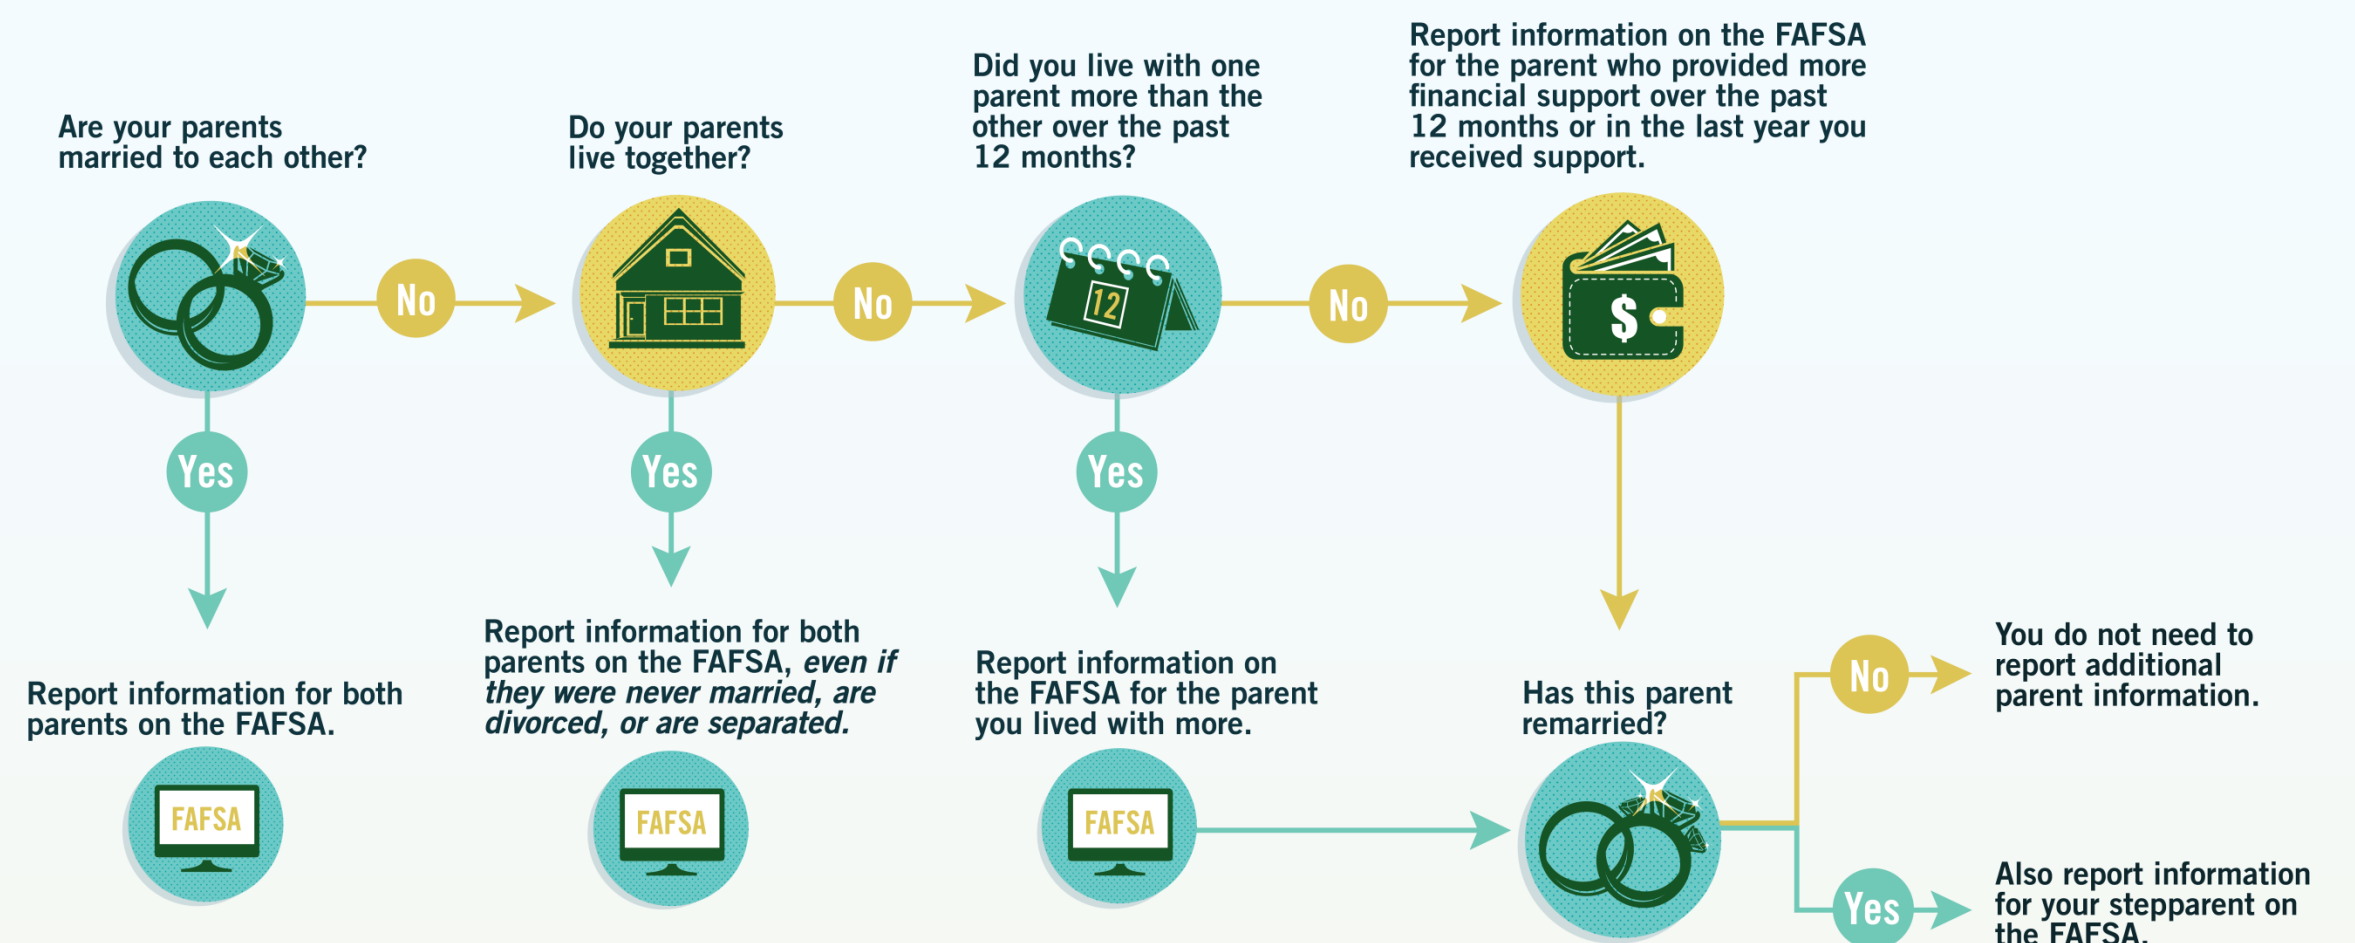 Are your parents
married to each other?
No
Yes
Report information for both
parents on the FAFSA.
FAFSA
Do your parents
live together?
No
Yes
Report information for both
parents on the FAFSA, even if
they were never married, are
divorced, or are separated.
FAFSA
Did you live with one
parent more than the
other over the past
12 months?
12
No
Yes
Report information on
the FAFSA for the parent
you lived with more.
FAFSA
Report information on the FAFSA
for the parent who provided more
financial support over the past
12 months or in the last year you
received support.
$
Has this parent
remarried?
No
You do not need to
report additional
parent information.
Yes
Also report information
for your stepparent on
the FAFSA.